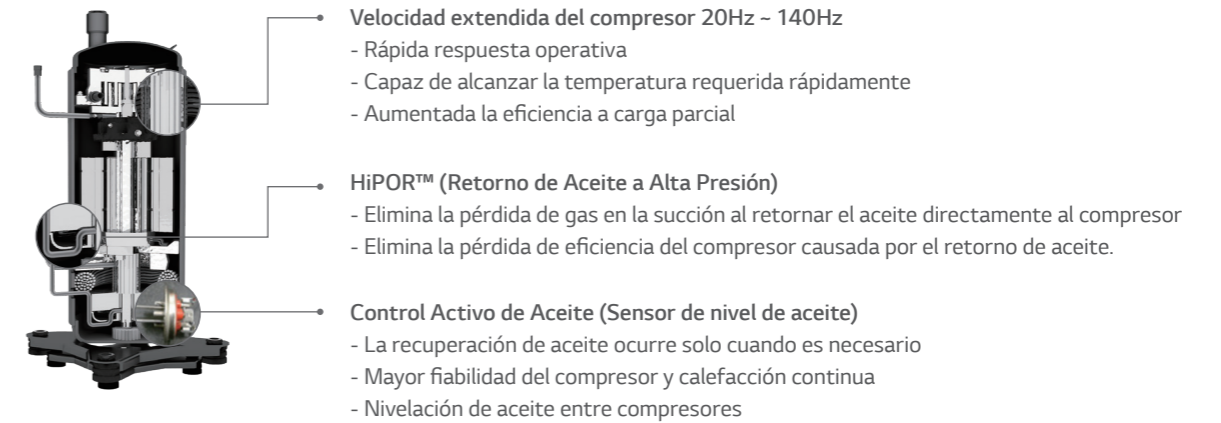 Velocidad extendida del compresor 20Hz ~ 140Hz
- Rápida respuesta operativa
- Capaz de alcanzar la temperatura requerida rápidamente
- Aumentada la eficiencia a carga parcial
HiPOR™ (Retorno de Aceite a Alta Presión)
- Elimina la pérdida de gas en la succión al retornar el aceite directamente al compresor
- Elimina la pérdida de eficiencia del compresor causada por el retorno de aceite.
Control Activo de Aceite (Sensor de nivel de aceite)
- La recuperación de aceite ocurre solo cuando es necesario
- Mayor fiabilidad del compresor y calefacción continua
- Nivelación de aceite entre compresores